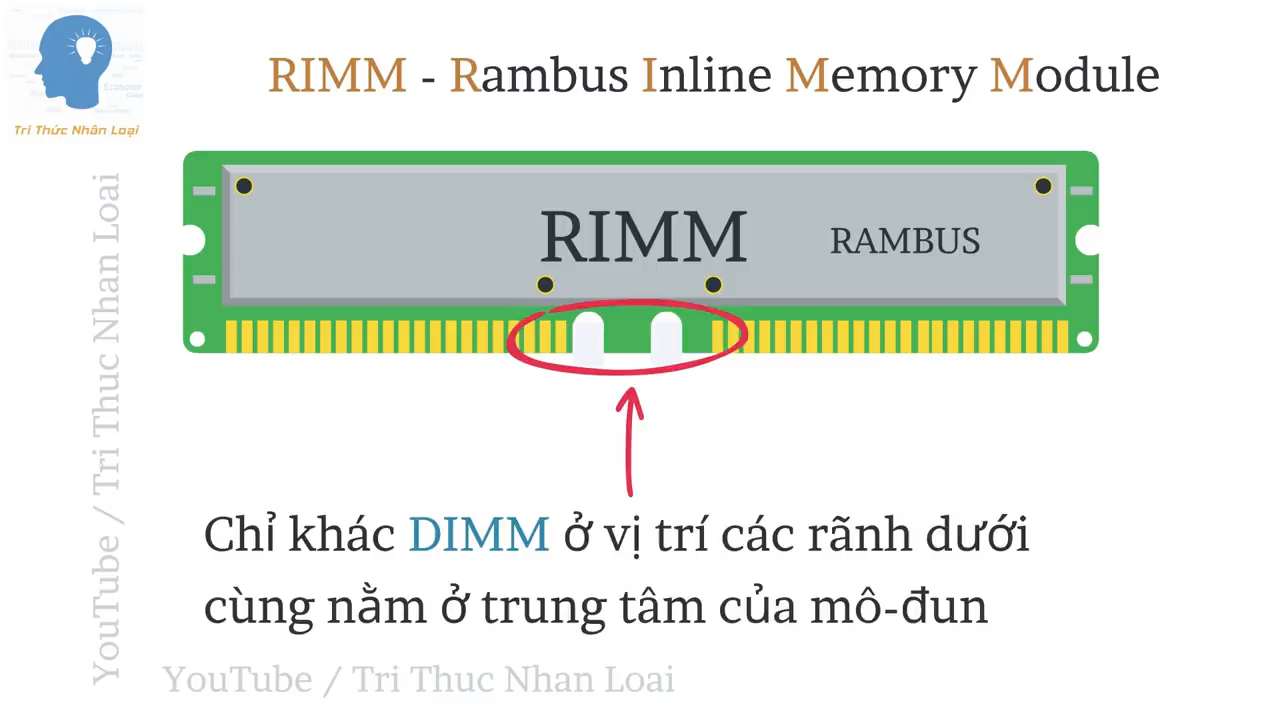 RIMM - Rambus Inline Memory Module
Tri Thức Nhân Loại
RIMM
RAMBUS
Chỉ khác DIMM ở vị trí các rãnh dưới
cùng nằm ở trung tâm của mô-đun
YouTube / Tri Thuc Nhan Loai
YouTube / Tri Thuc Nhan Loai